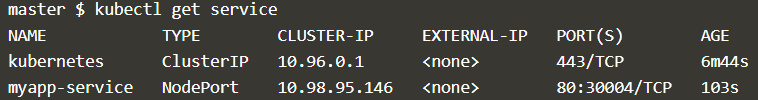 master $ kubectl get service
NAME TYPE CLUSTER-IP EXTERNAL-IP PORT(S) AGE
kubernetes ClusterIP 10.96.0.1 <none> 443/TCP 6m44s
myapp-service NodePort 10.98.95.146 <none> 80:30004/TCP 103s